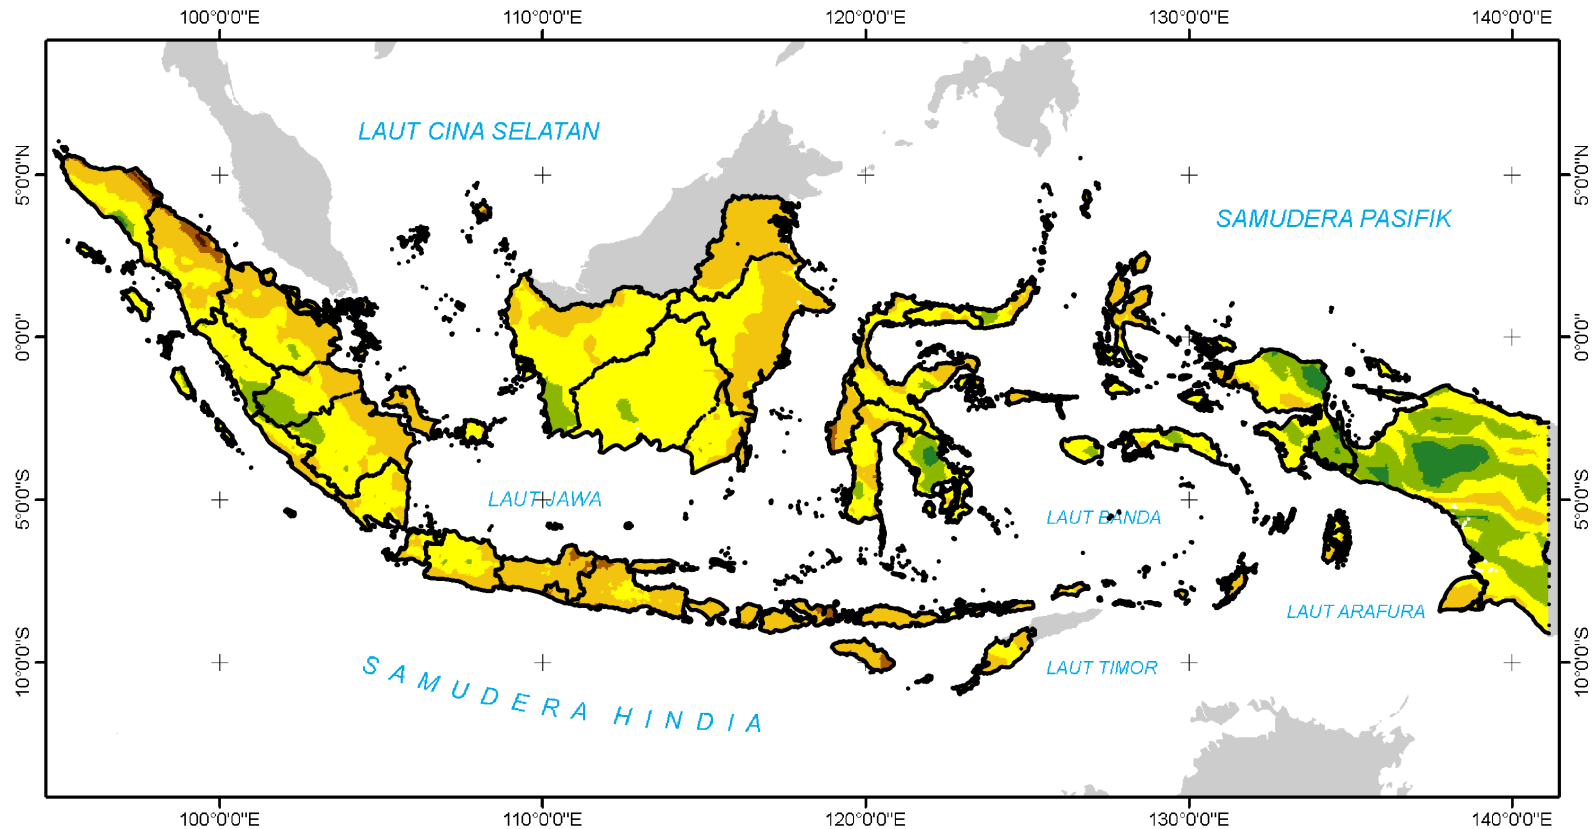 100°0'0"E 110°0'0"E 120°0'0"E 130°0'0"E 140°0'0"E
LAUT CINA SELATAN
5°0'0"N 5°0'0"N
SAMUDERA PASIFIK
0°0'0" 0°0'0"
LAUT JAWA
5°0'0"S 5°0'0"S
LAUT BANDA
LAUT ARAFURA
10°0'0"S 10°0'0"S
LAUT TIMOR
SAMUDERA HINDIA
100°0'0"E 110°0'0"E 120°0'0"E 130°0'0"E 140°0'0"E